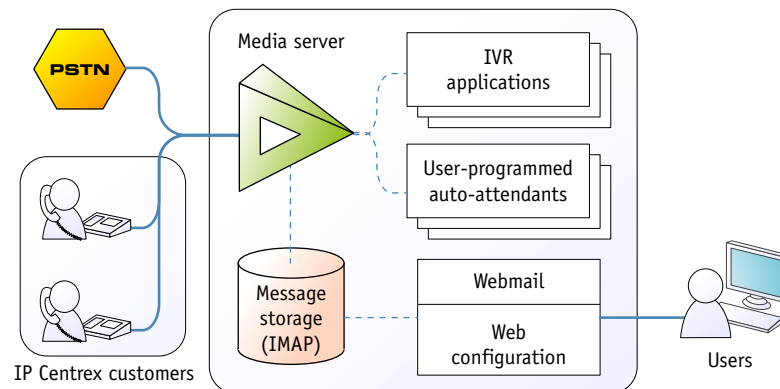 Media server
PSTN
IVR
applications
User-programmed
auto-attendants
Message
storage
(IMAP)
Webmail
Web
configuration
IP Centrex customers
Users